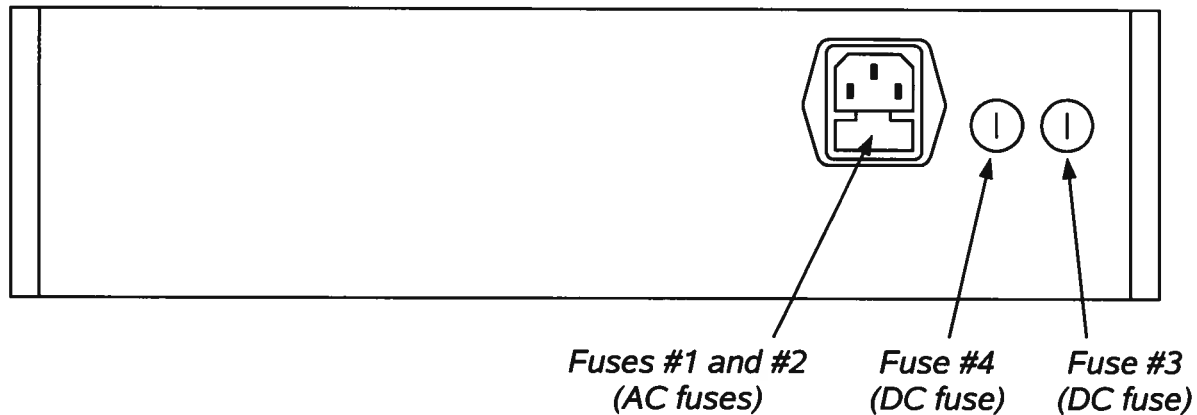 Fuses #1 and #2
(AC fuses)
Fuse #4
(DC fuse)
Fuse #3
(DC fuse)